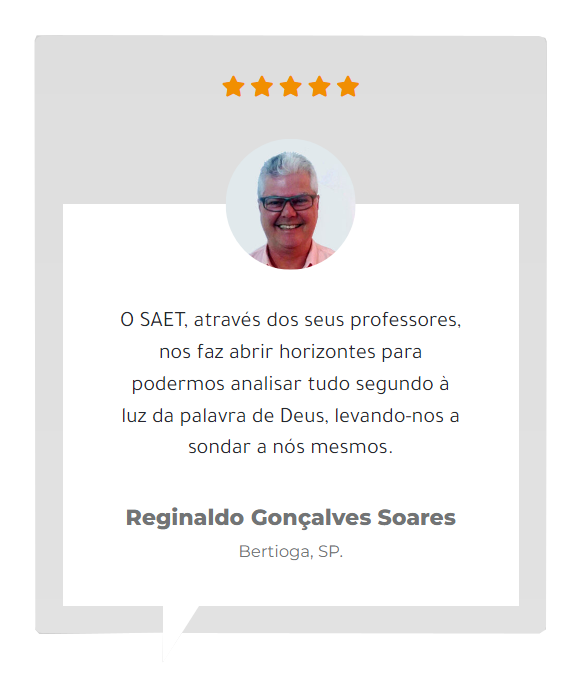 O SAET, através dos seus professores,
nos faz abrir horizontes para
podermos analisar tudo segundo à
luz da palavra de Deus, levando-nos a
sondar a nós mesmos.
Reginaldo Gonçalves Soares
Bertioga, SP.